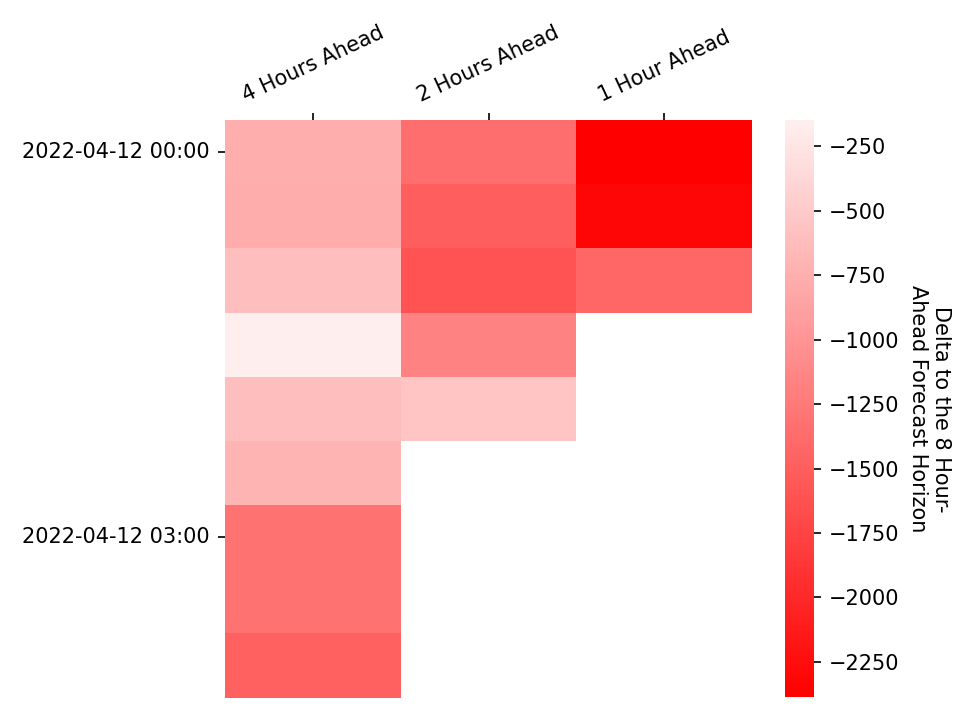 4 Hours Ahead
2 Hours Ahead
1 Hour Ahead
2022-04-12 00:00
2022-04-12 03:00
−250
−500
−750
−1000
−1250
−1500
−1750
−2000
−2250
Delta to the 8 Hour-
Ahead Forecast Horizon